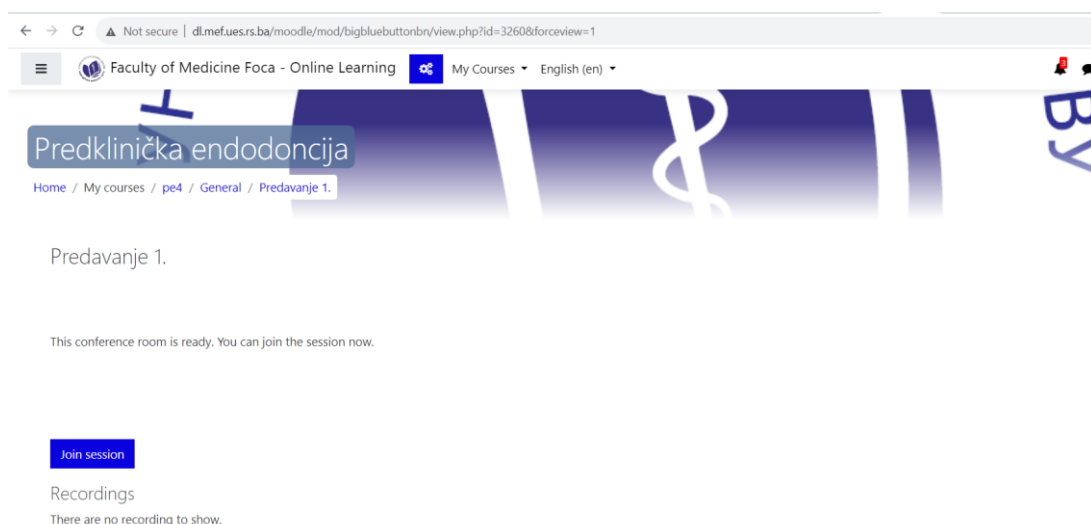 Not secure | dl.mef.ues.rs.ba/moodle/mod/bigbluebuttonbn/view.php?id=3260&forceview=1
Faculty of Medicine Foca - Online Learning My Courses English (en) 3
Predklinička endodoncija
Home / My courses / pe4 / General / Predavanje 1.
Predavanje 1.
This conference room is ready. You can join the session now.
Join session
Recordings
There are no recording to show.